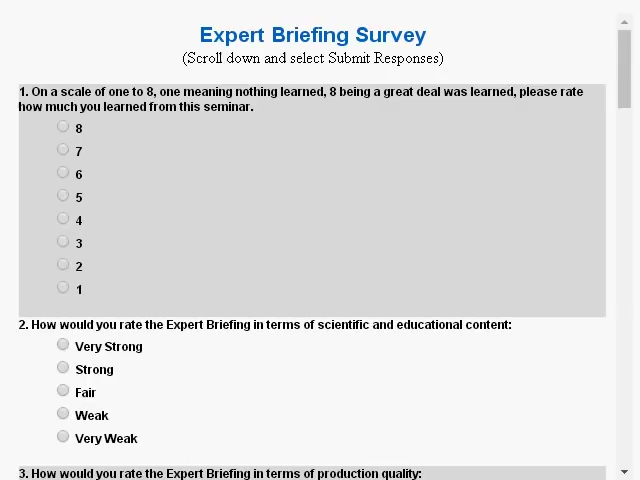 Expert Briefing Survey
(Scroll down and select Submit Responses)
1. On a scale of one to 8, one meaning nothing learned, 8 being a great deal was learned, please rate
how much you learned from this seminar.
8
7
6
5
4
3
2
1
2. How would you rate the Expert Briefing in terms of scientific and educational content:
Very Strong
Strong
Fair
Weak
Very Weak
3. How would you rate the Expert Briefing in terms of production quality: